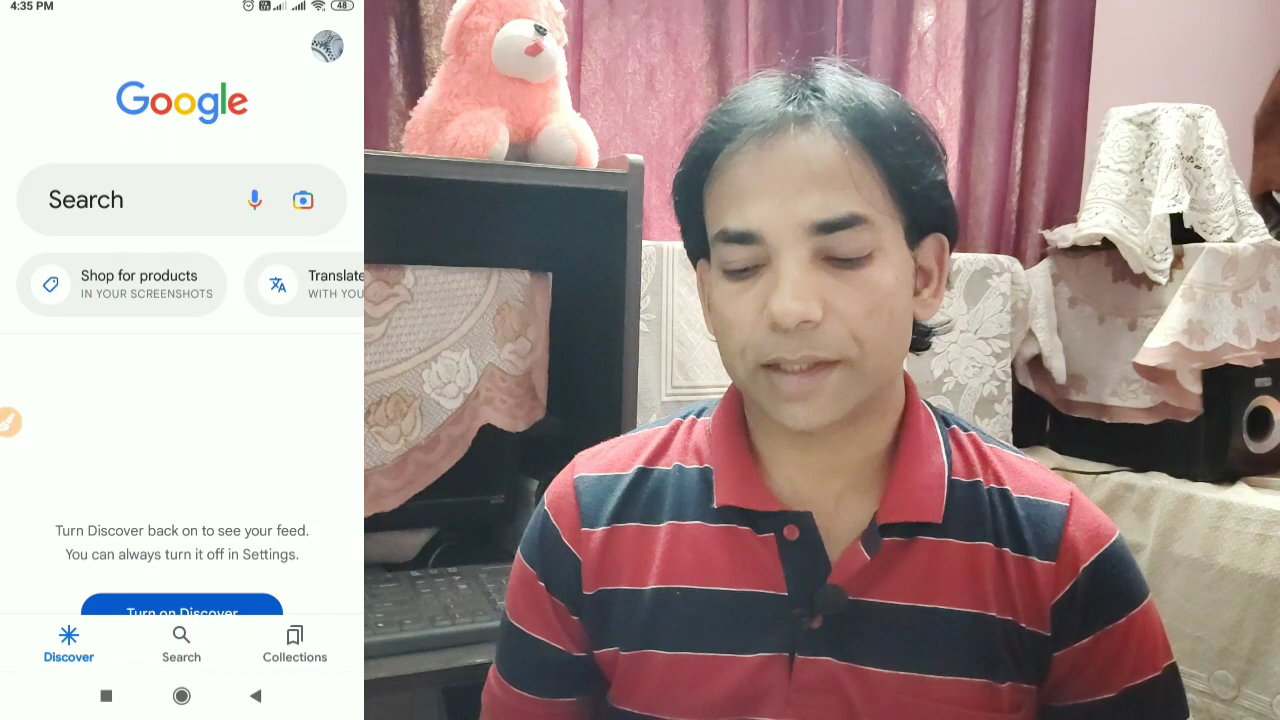 4:35 PM
48
Google
Search
Shop for products
IN YOUR SCREENSHOTS
Translate
WITH YOU
Turn Discover back on to see your feed.
You can always turn it off in Settings.
Turn on Discover
Discover
Search
Collections